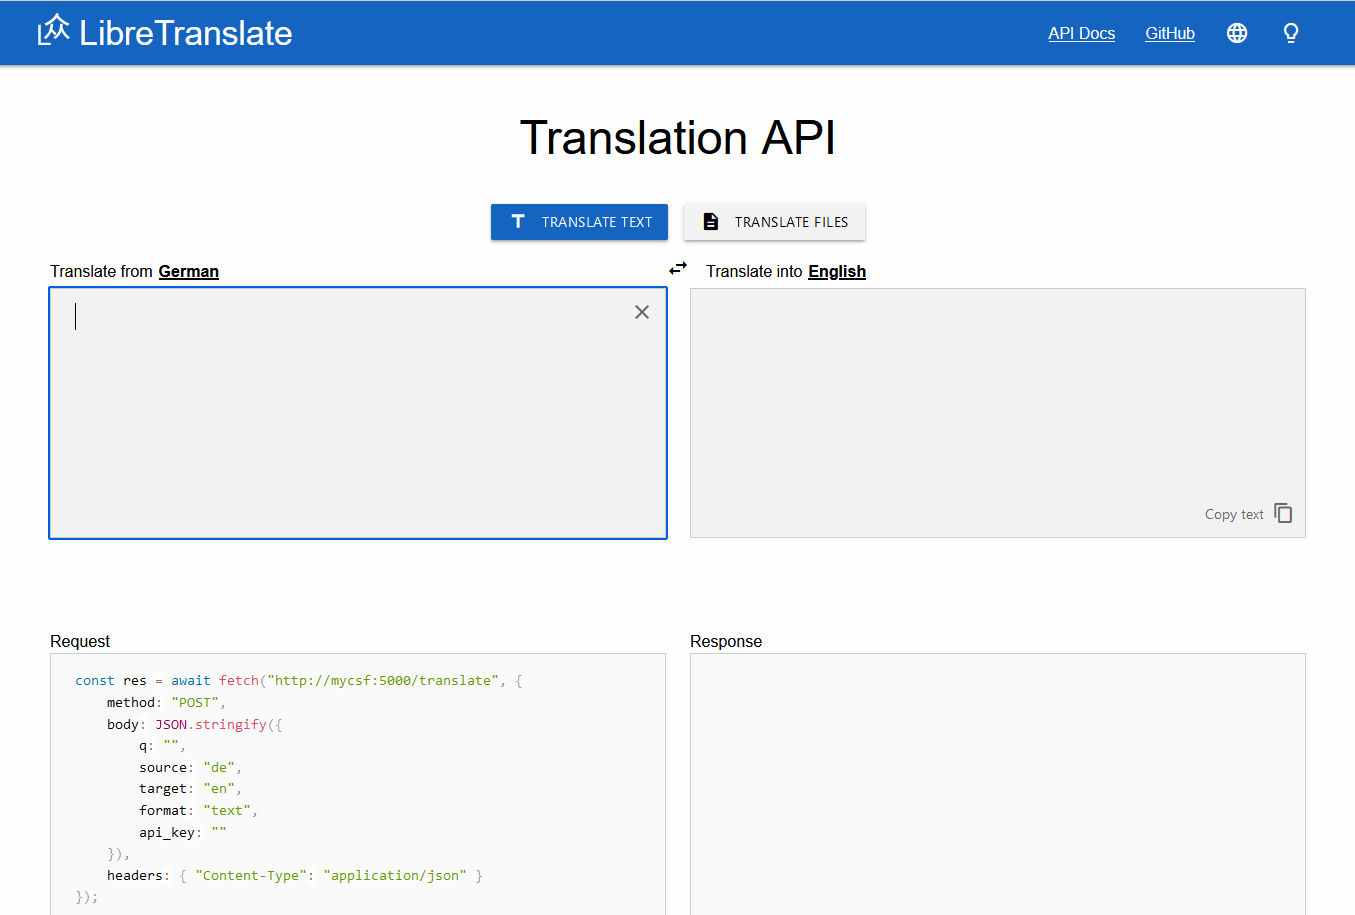 LibreTranslate
API Docs
GitHub
Translation API
TRANSLATE TEXT
TRANSLATE FILES
Translate from German
Translate into English
Copy text
Request
const res = await fetch("http://mycsf:5000/translate", {
    method: "POST",
    body: JSON.stringify({
        q: "",
        source: "de",
        target: "en",
        format: "text",
        api_key: ""
    }),
    headers: { "Content-Type": "application/json" }
});
Response